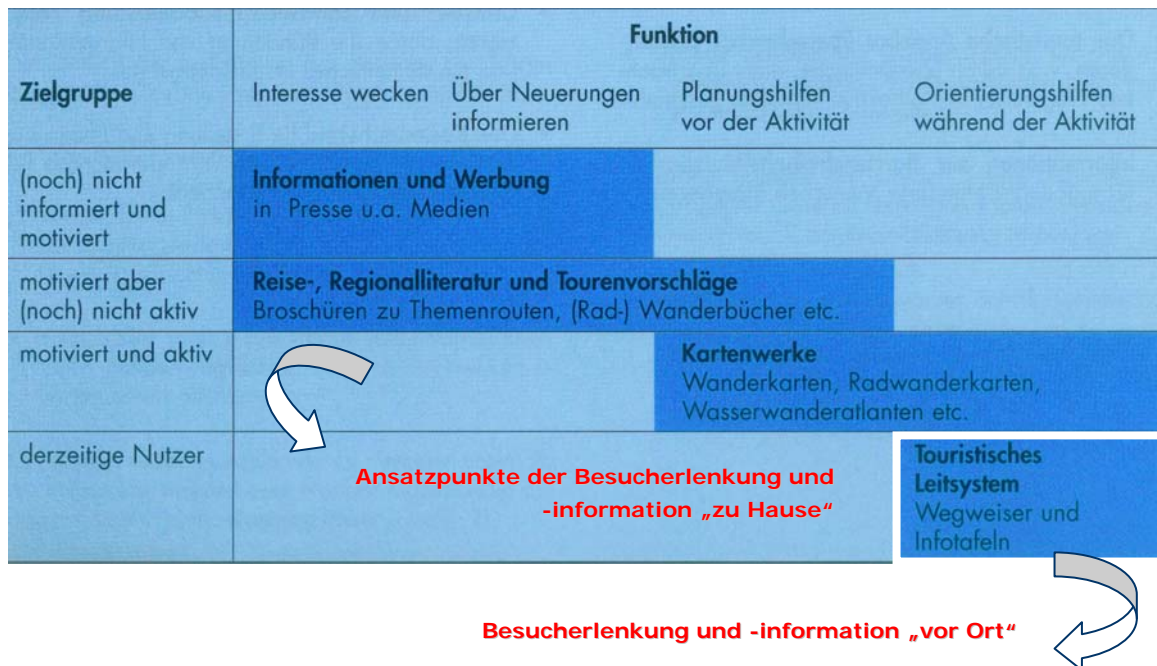 Funktion
Zielgruppe
Interesse wecken
Über Neuerungen
informieren
Planungshilfen
vor der Aktivität
Orientierungshilfen
während der Aktivität
(noch) nicht
informiert und
motiviert
Informationen und Werbung
in Presse u.a. Medien
motiviert aber
(noch) nicht aktiv
Reise-, Regionalliteratur und Tourenvorschläge
Broschüren zu Themenrouten, (Rad-) Wanderbücher etc.
motiviert und aktiv
Kartenwerke
Wanderkarten, Radwanderkarten,
Wasserwanderatlanten etc.
derzeitige Nutzer
Ansatzpunkte der Besucherlenkung und
-information „zu Hause“
Touristisches
Leitsystem
Wegweiser und
Infotafeln
Besucherlenkung und -information „vor Ort“